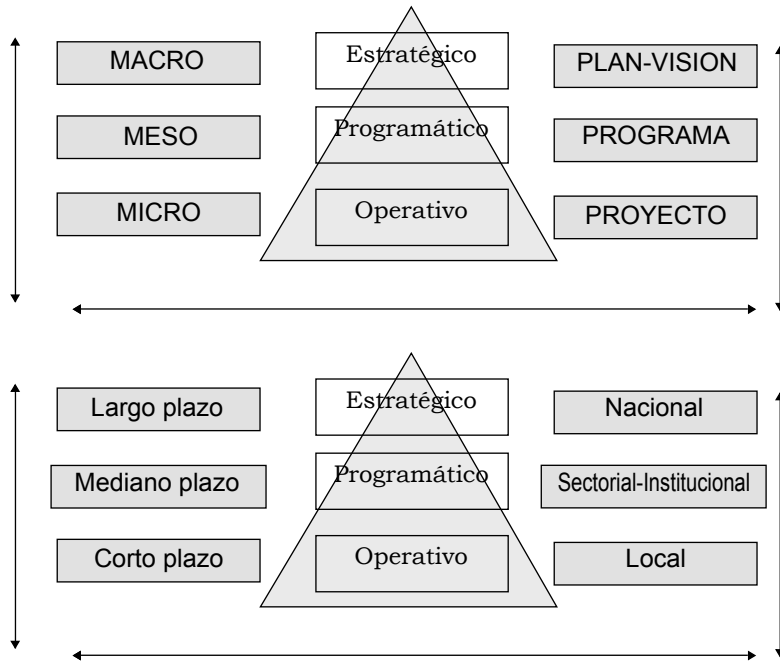 MACRO
Estratégico
PLAN-VISION
MESO
Programático
PROGRAMA
MICRO
Operativo
PROYECTO
Largo plazo
Estratégico
Nacional
Mediano plazo
Programático
Sectorial-Institucional
Corto plazo
Operativo
Local